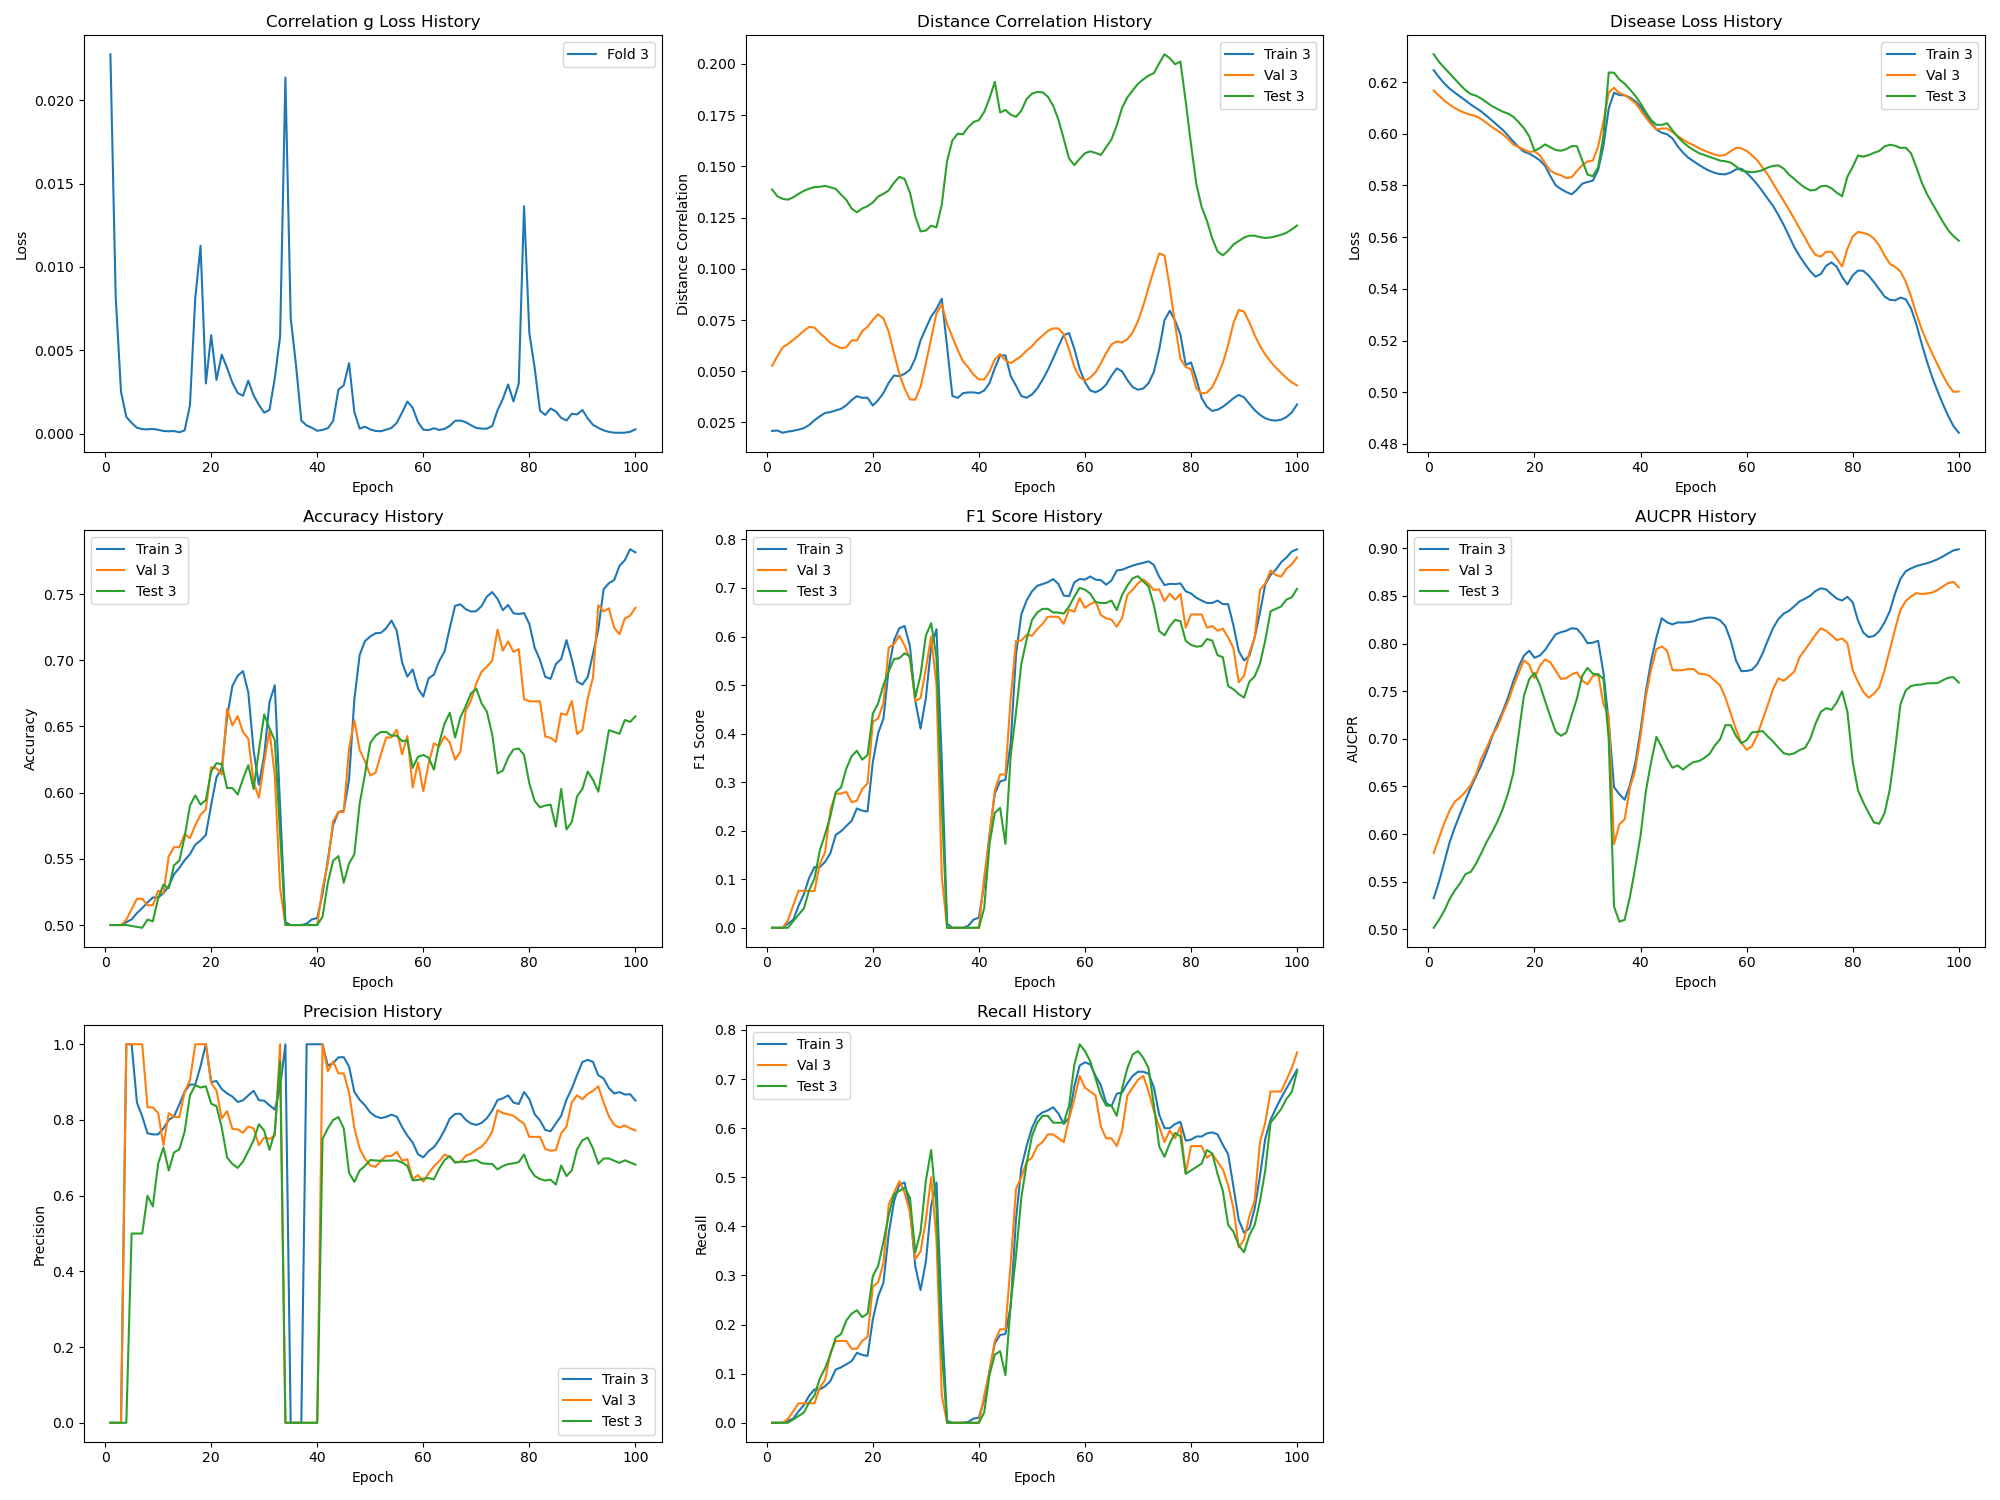 Correlation g Loss History
Loss
0.020
0.015
0.010
0.005
0.000
Fold 3
0 20 40 60 80 100
Epoch
Distance Correlation History
Distance Correlation
0.200
0.175
0.150
0.125
0.100
0.075
0.050
0.025
Train 3
Val 3
Test 3
0 20 40 60 80 100
Epoch
Disease Loss History
Loss
0.62
0.60
0.58
0.56
0.54
0.52
0.50
0.48
Train 3
Val 3
Test 3
0 20 40 60 80 100
Epoch
Accuracy History
Accuracy
0.75
0.70
0.65
0.60
0.55
0.50
Train 3
Val 3
Test 3
0 20 40 60 80 100
Epoch
F1 Score History
F1 Score
0.8
0.7
0.6
0.5
0.4
0.3
0.2
0.1
0.0
Train 3
Val 3
Test 3
0 20 40 60 80 100
Epoch
AUCPR History
AUCPR
0.90
0.85
0.80
0.75
0.70
0.65
0.60
0.55
0.50
Train 3
Val 3
Test 3
0 20 40 60 80 100
Epoch
Precision History
Precision
1.0
0.8
0.6
0.4
0.2
0.0
Train 3
Val 3
Test 3
0 20 40 60 80 100
Epoch
Recall History
Recall
0.8
0.7
0.6
0.5
0.4
0.3
0.2
0.1
0.0
Train 3
Val 3
Test 3
0 20 40 60 80 100
Epoch